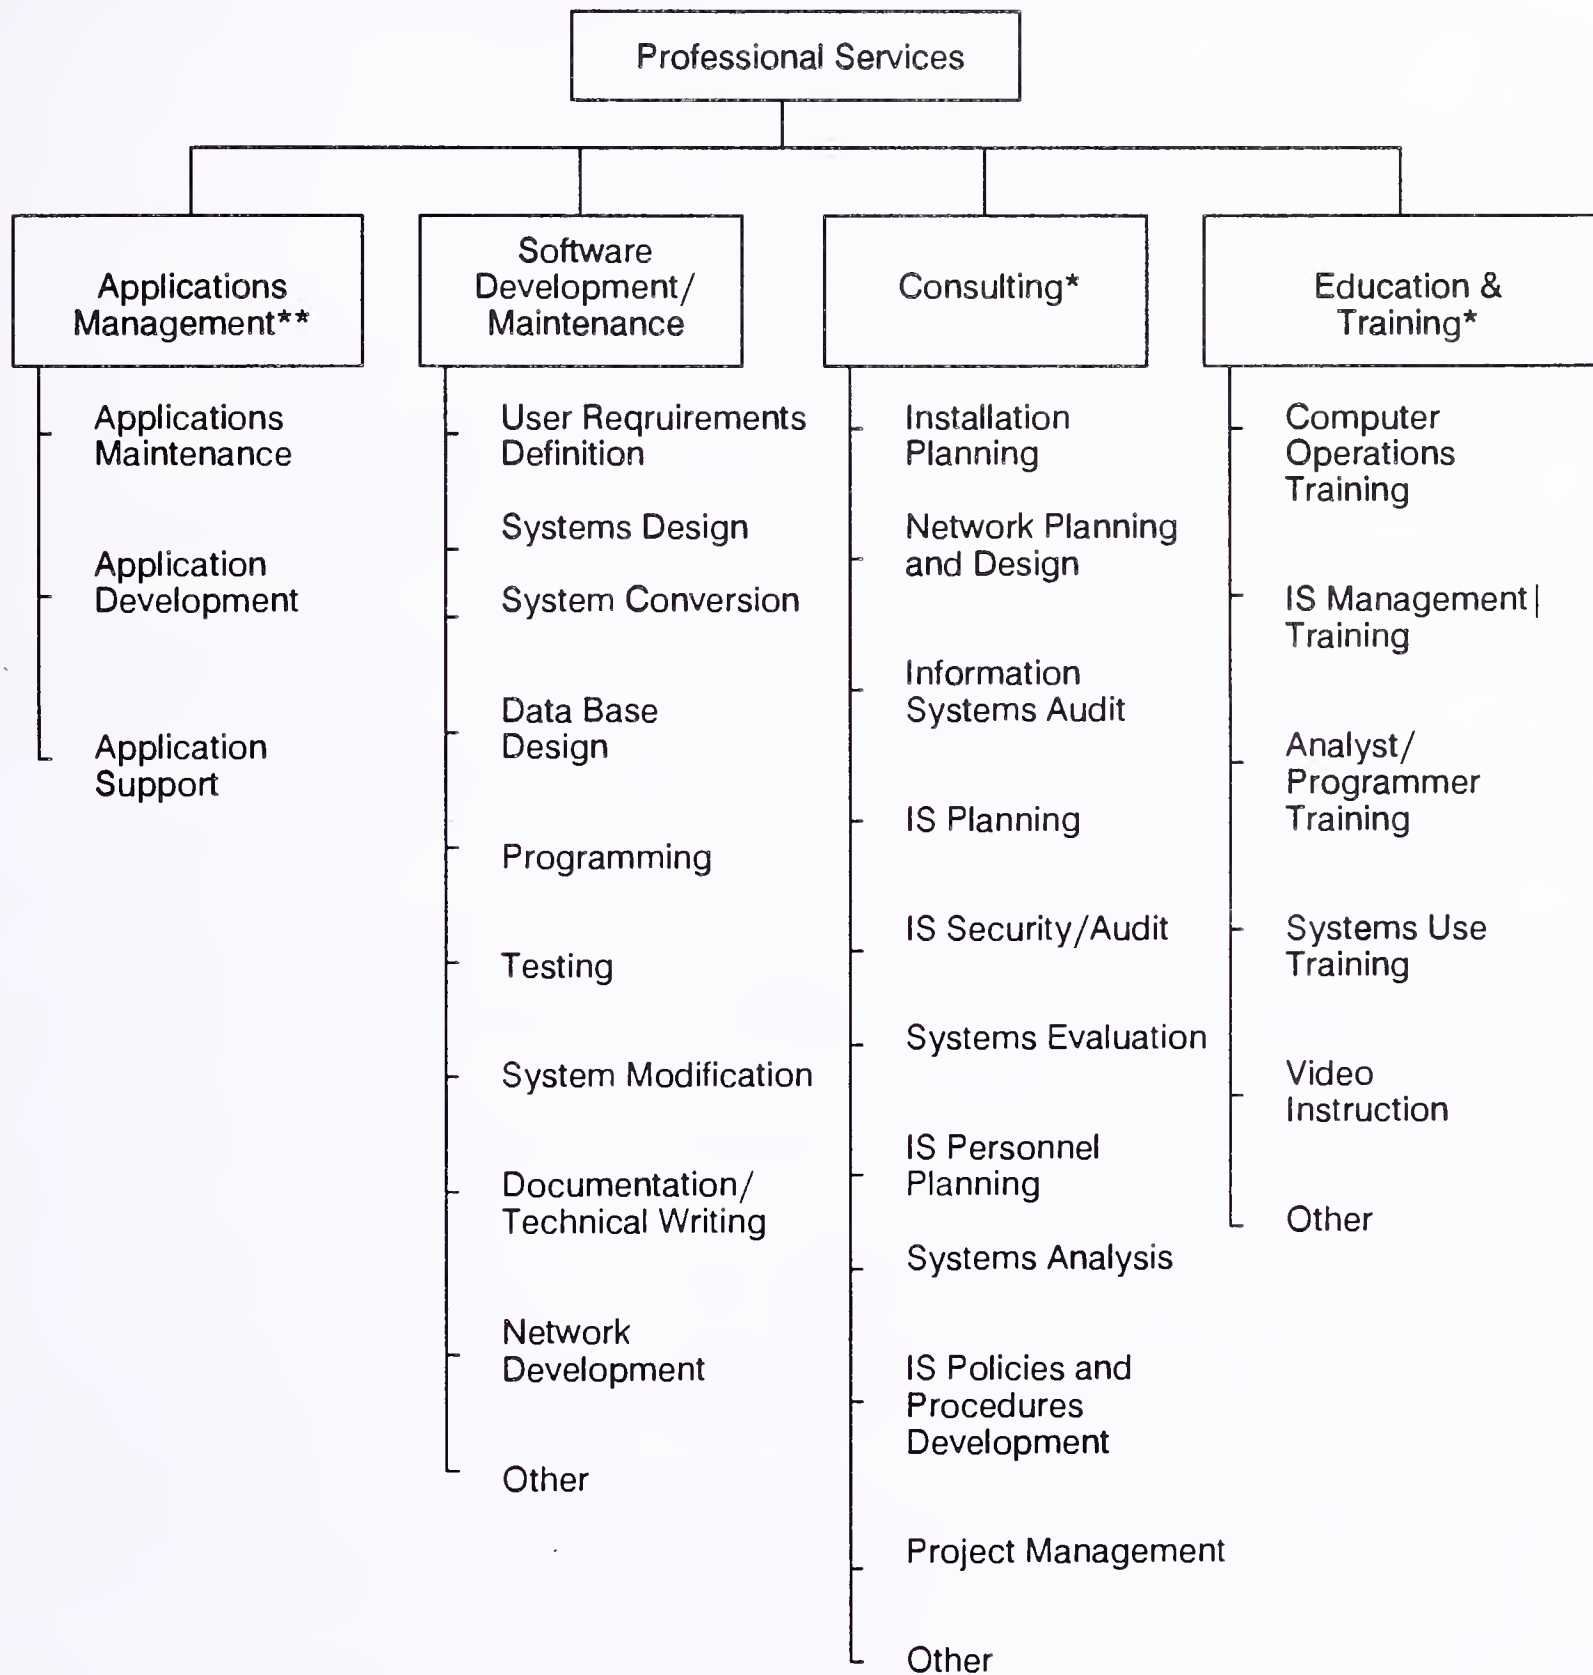 Professional Services
Applications
Management**
Applications
Maintenance
Application
Development
Application
Support
Software
Development/
Maintenance
User Reqruirements
Definition
Systems Design
System Conversion
Data Base
Design
Programming
Testing
System Modification
Documentation/
Technical Writing
Network
Development
Other
Consulting*
Installation
Planning
Network Planning
and Design
Information
Systems Audit
IS Planning
IS Security/Audit
Systems Evaluation
IS Personnel
Planning
Systems Analysis
IS Policies and
Procedures
Development
Project Management
Other
Education &
Training*
Computer
Operations
Training
IS Management|
Training
Analyst/
Programmer
Training
Systems Use
Training
Video
Instruction
Other